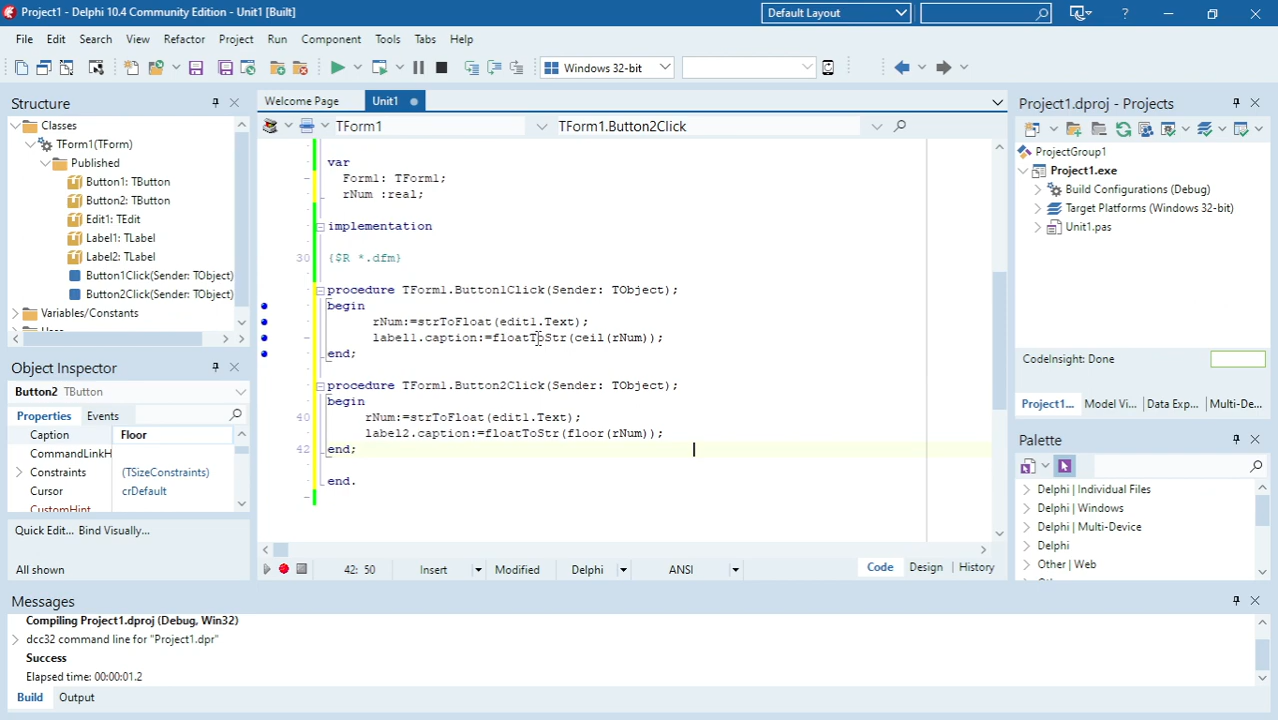 Project1 - Delphi 10.4 Community Edition - Unit1 [Built]
Default Layout
?
File Edit Search View Refactor Project Run Component Tools Tabs Help
Windows 32-bit
Structure
Classes
TForm1(TForm)
Published
Button1: TButton
Button2: TButton
Edit1: TEdit
Label1: TLabel
Label2: TLabel
Button1Click(Sender: TObject)
Button2Click(Sender: TObject)
Variables/Constants
Object Inspector
Button2 TButton
Properties Events
Caption Floor
CommandLinkH
Constraints (TSizeConstraints)
Cursor crDefault
CustomHint
Quick Edit... Bind Visually...
All shown
Welcome Page Unit1
TForm1 TForm1.Button2Click
var
Form1: TForm1;
rNum :real;
implementation
30 {$R *.dfm}
procedure TForm1.Button1Click(Sender: TObject);
begin
rNum:=strToFloat(edit1.Text);
label1.caption:=floatToStr(ceil(rNum));
end;
procedure TForm1.Button2Click(Sender: TObject);
begin
40 rNum:=strToFloat(edit1.Text);
label2.caption:=floatToStr(floor(rNum));
42 end;
end.
42: 50 Insert Modified Delphi ANSI Code Design History
Project1.dproj - Projects
ProjectGroup1
Project1.exe
Build Configurations (Debug)
Target Platforms (Windows 32-bit)
Unit1.pas
CodeInsight: Done
Project1... Model Vi... Data Exp... Multi-De...
Palette
Delphi | Individual Files
Delphi | Windows
Delphi | Multi-Device
Delphi
Other | Web
Messages
Compiling Project1.dproj (Debug, Win32)
dcc32 command line for "Project1.dpr"
Success
Elapsed time: 00:00:01.2
Build Output